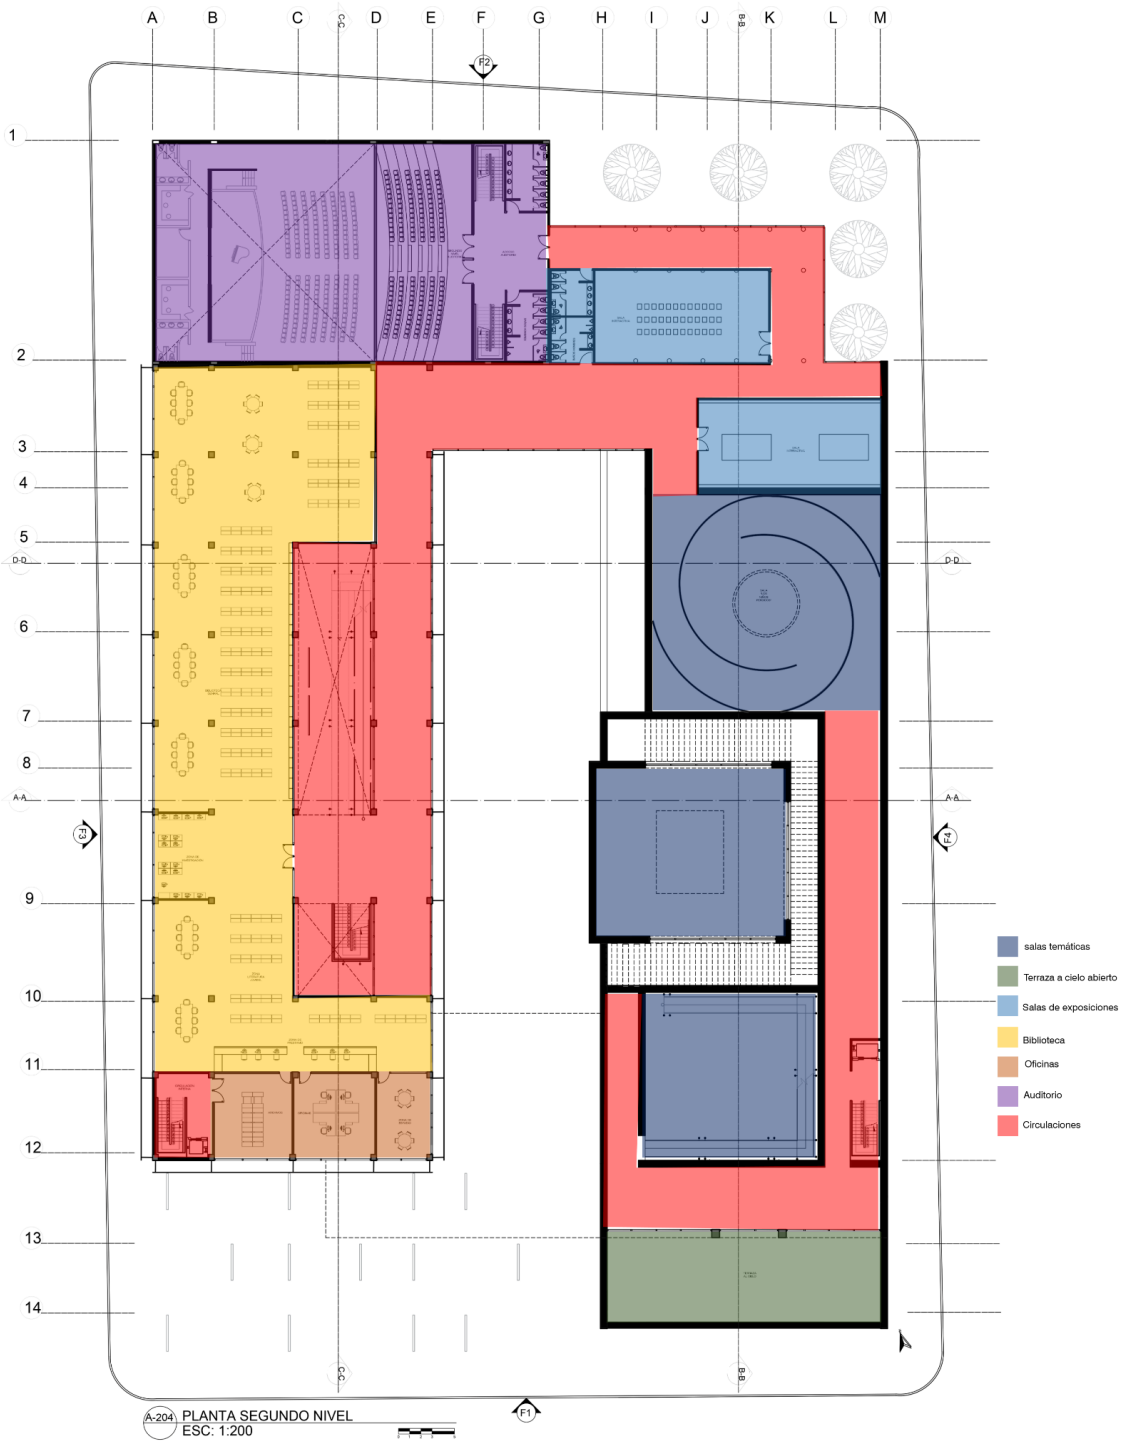 A B C C-C D E F G H I J B-B K L M
F2
1
2
3
4
5
D-D D-D
6
7
8
A-A A-A
F3 F4
9
10
11
12
13
14
salas temáticas
Terraza a cielo abierto
Salas de exposiciones
Biblioteca
Oficinas
Auditorio
Circulaciones
C-C B-B
F1
A-204 PLANTA SEGUNDO NIVEL
ESC: 1:200